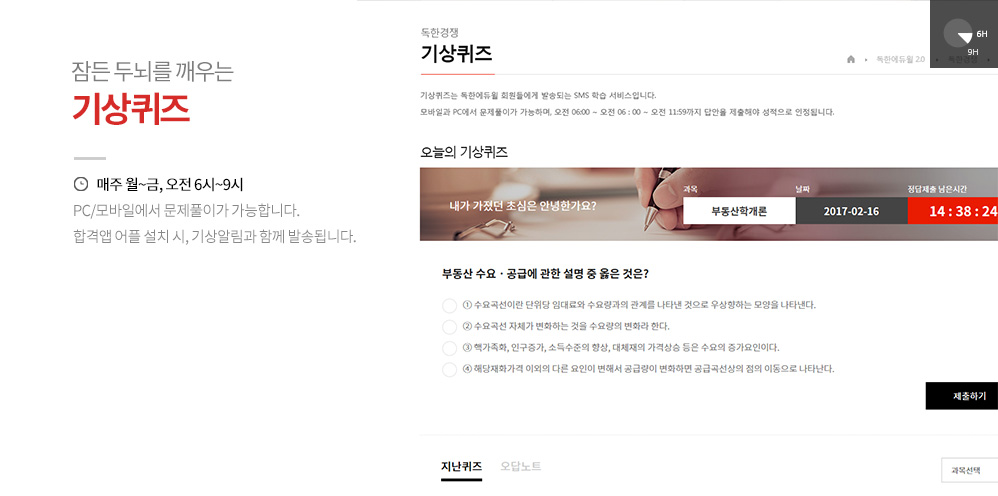 잠든 두뇌를 깨우는
기상퀴즈
매주 월~금, 오전 6시~9시
PC/모바일에서 문제풀이가 가능합니다.
합격앱 어플 설치 시, 기상알림과 함께 발송됩니다.
6H
9H
독한경쟁
기상퀴즈
독한에듀윌 2.0
독한경쟁
기상퀴즈는 독한에듀윌 회원들에게 발송되는 SMS 학습 서비스입니다.
모바일과 PC에서 문제풀이가 가능하며, 오전 06:00 ~ 오전 06 : 00 ~ 오전 11:59까지 답안을 제출해야 성적으로 인정됩니다.
오늘의 기상퀴즈
내가 가졌던 초심은 안녕한가요?
과목 날짜 정답제출 남은시간
부동산학개론 2017-02-16 14 : 38 : 24
부동산 수요 · 공급에 관한 설명 중 옳은 것은?
① 수요곡선이란 단위당 임대료와 수요량과의 관계를 나타낸 것으로 우상향하는 모양을 나타낸다.
② 수요곡선 자체가 변화하는 것을 수요량의 변화라 한다.
③ 핵가족화, 인구증가, 소득수준의 향상, 대체재의 가격상승 등은 수요의 증가요인이다.
④ 해당재화가격 이외의 다른 요인이 변해서 공급량이 변화하면 공급곡선상의 점의 이동으로 나타난다.
제출하기
지난퀴즈 오답노트
과목선택